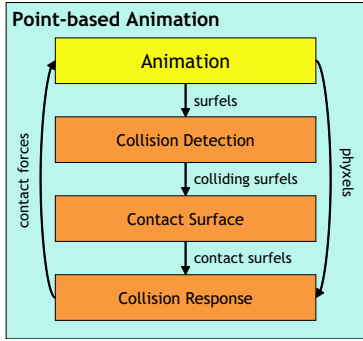 Point-based Animation
Animation
surfels
Collision Detection
colliding surfels
Contact Surface
contact surfels
Collision Response
contact forces
phyxels